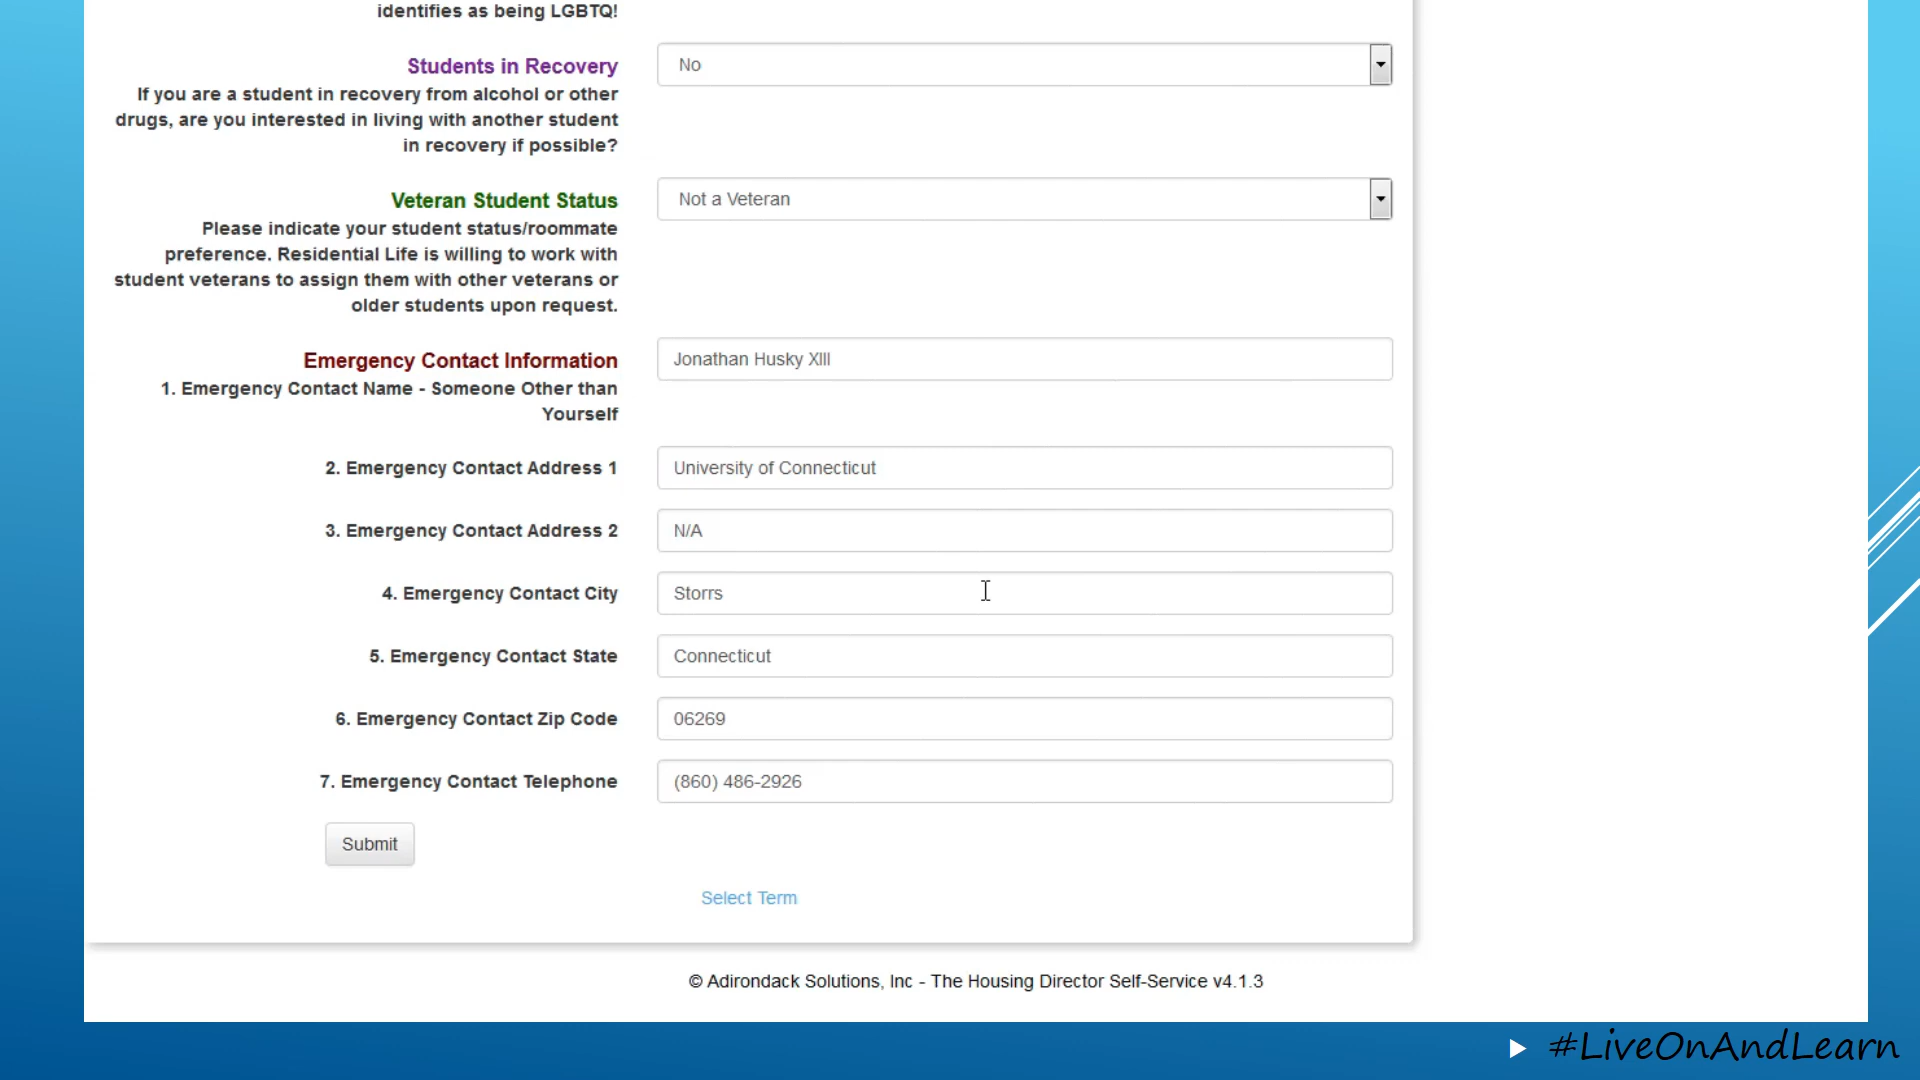 identifies as being LGBTQ!
Students in Recovery
No
If you are a student in recovery from alcohol or other
drugs, are you interested in living with another student
in recovery if possible?
Veteran Student Status
Not a Veteran
Please indicate your student status/roommate
preference. Residential Life is willing to work with
student veterans to assign them with other veterans or
older students upon request.
Emergency Contact Information
Jonathan Husky XIII
1. Emergency Contact Name - Someone Other than
Yourself
2. Emergency Contact Address 1
University of Connecticut
3. Emergency Contact Address 2
N/A
4. Emergency Contact City
Storrs
5. Emergency Contact State
Connecticut
6. Emergency Contact Zip Code
06269
7. Emergency Contact Telephone
(860) 486-2926
Submit
Select Term
© Adirondack Solutions, Inc - The Housing Director Self-Service v4.1.3
#LiveOnAndLearn